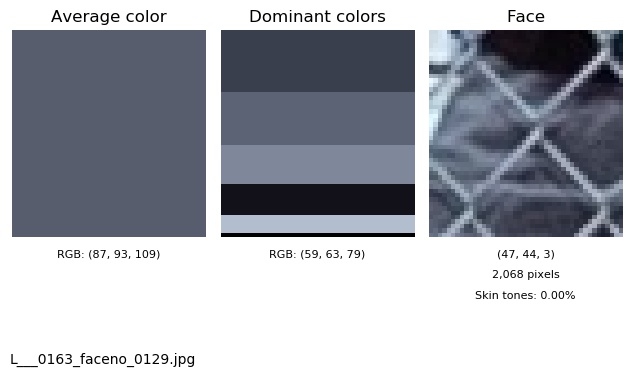 Average color
Dominant colors
Face
RGB: (87, 93, 109)
RGB: (59, 63, 79)
(47, 44, 3)
2,068 pixels
Skin tones: 0.00%
L___0163_faceno_0129.jpg